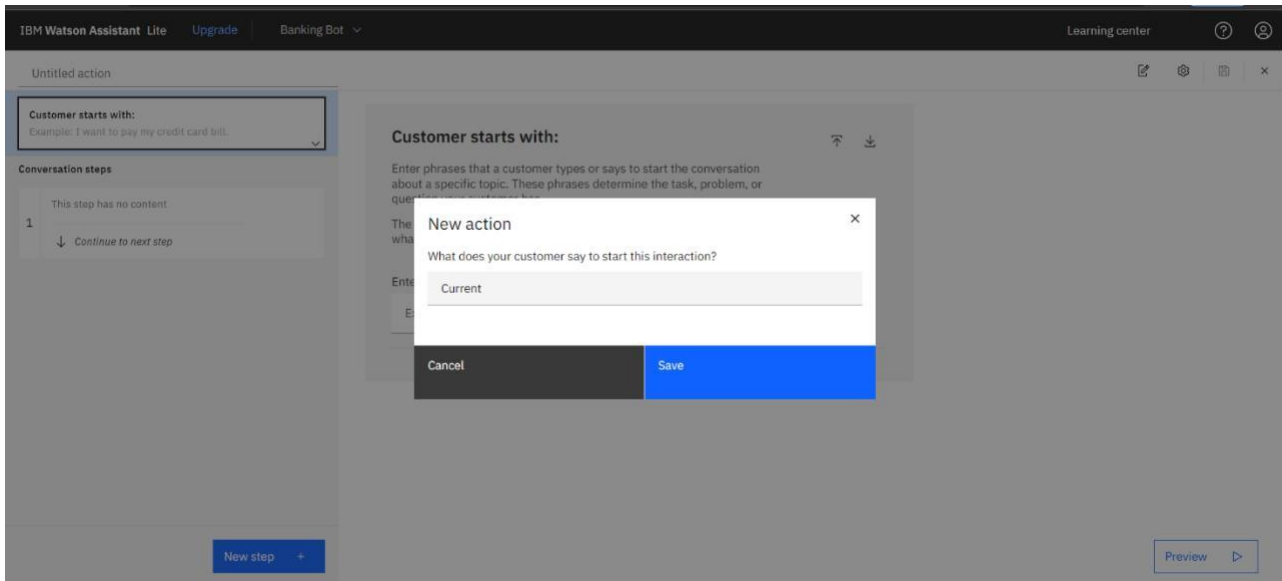 IBM Watson Assistant Lite Upgrade Banking Bot Learning center
Untitled action
Customer starts with:
Example: I want to pay my credit card bill.
Conversation steps
This step has no content
1
Continue to next step
New step +
Customer starts with:
Enter phrases that a customer types or says to start the conversation
about a specific topic. These phrases determine the task, problem, or
The
New action
What does your customer say to start this interaction?
Current
Cancel
Save
Preview